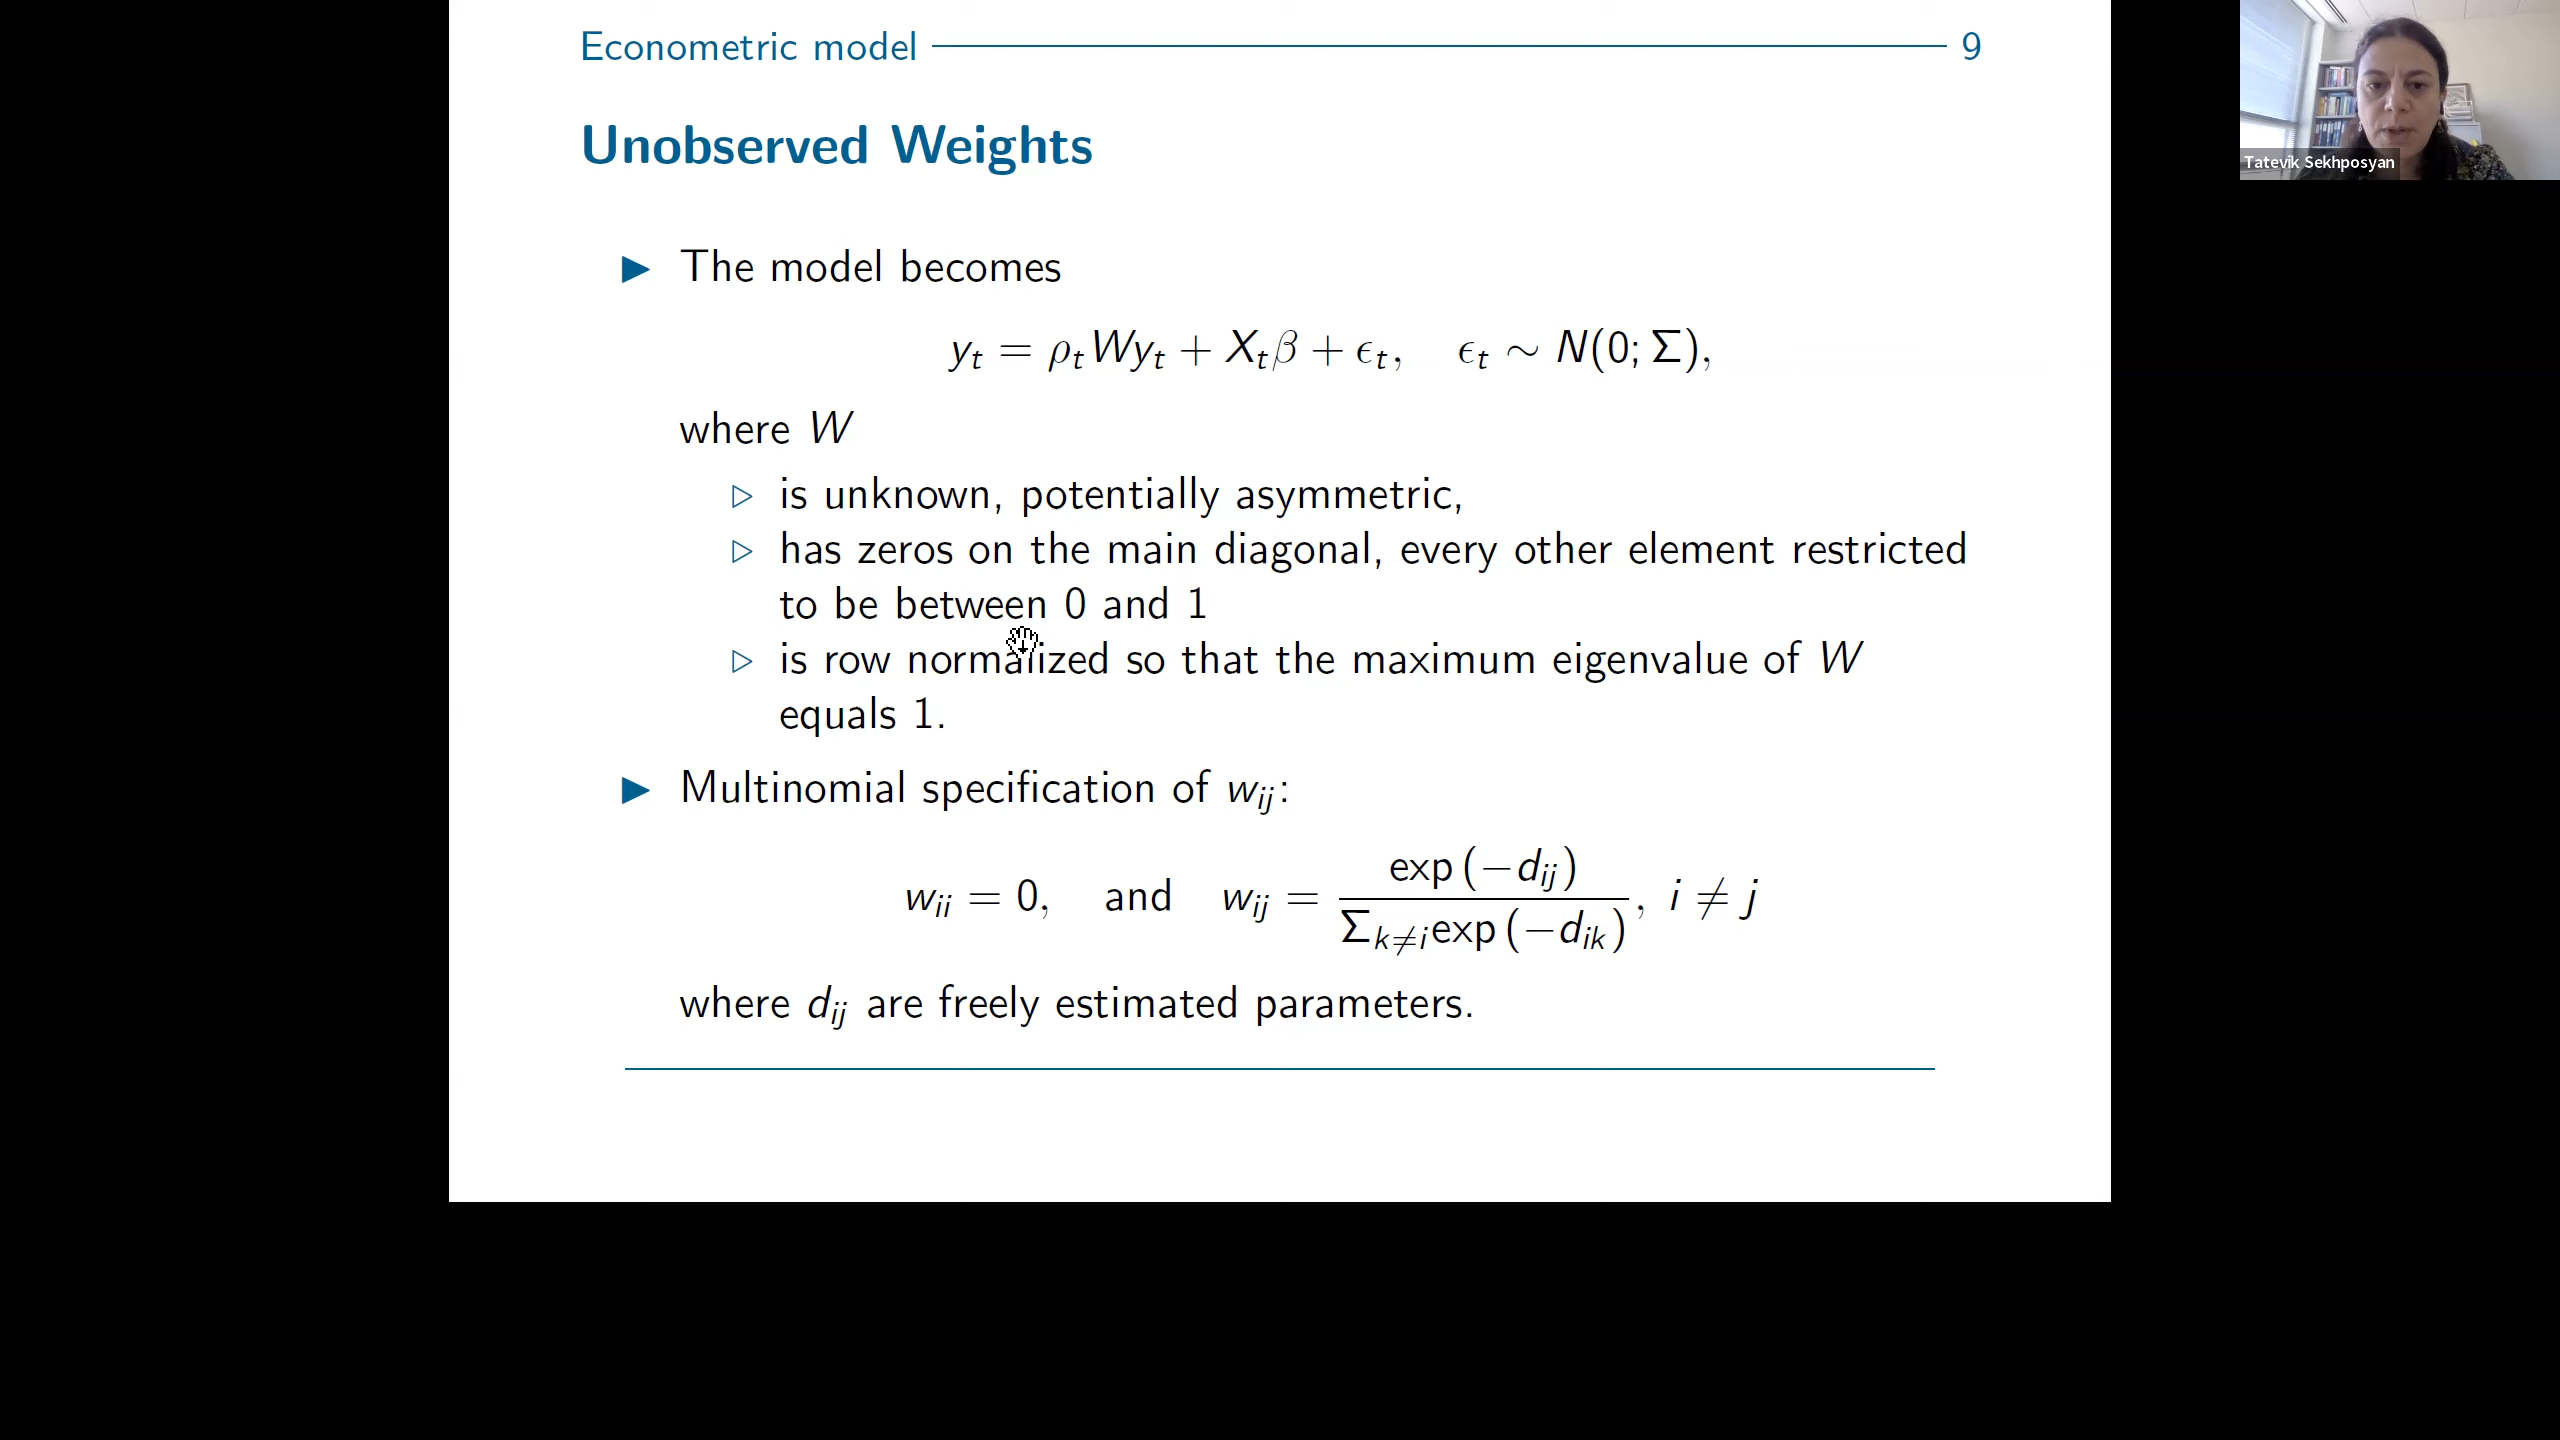 Econometric model 9
Tatevik Sekhposyan
Unobserved Weights
▶ The model becomes
y_t = ρ_t W y_t + X_t β + ϵ_t, ϵ_t ∼ N(0; Σ),
where W
▷ is unknown, potentially asymmetric,
▷ has zeros on the main diagonal, every other element restricted
to be between 0 and 1
▷ is row normalized so that the maximum eigenvalue of W
equals 1.
▶ Multinomial specification of w_ij:
w_ii = 0, and w_ij = exp (−d_ij) / Σ_{k≠i} exp (−d_ik), i ≠ j
where d_ij are freely estimated parameters.